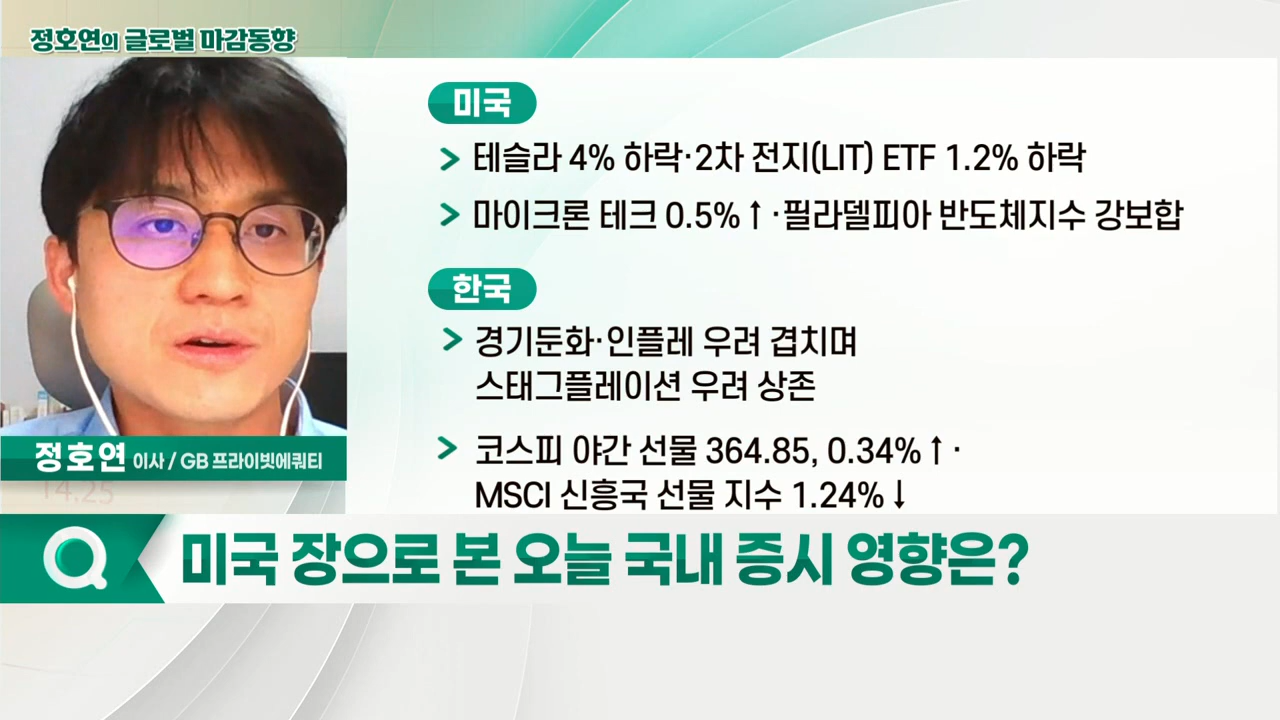 정호연의 글로벌 마감동향
미국
테슬라 4% 하락·2차 전지(LIT) ETF 1.2% 하락
마이크론 테크 0.5%↑·필라델피아 반도체지수 강보합
한국
경기둔화·인플레 우려 겹치며
스태그플레이션 우려 상존
코스피 야간 선물 364.85, 0.34%↑·
MSCI 신흥국 선물 지수 1.24%↓
정호연 이사 / GB 프라이빗에쿼티
14.25
Q 미국 장으로 본 오늘 국내 증시 영향은?